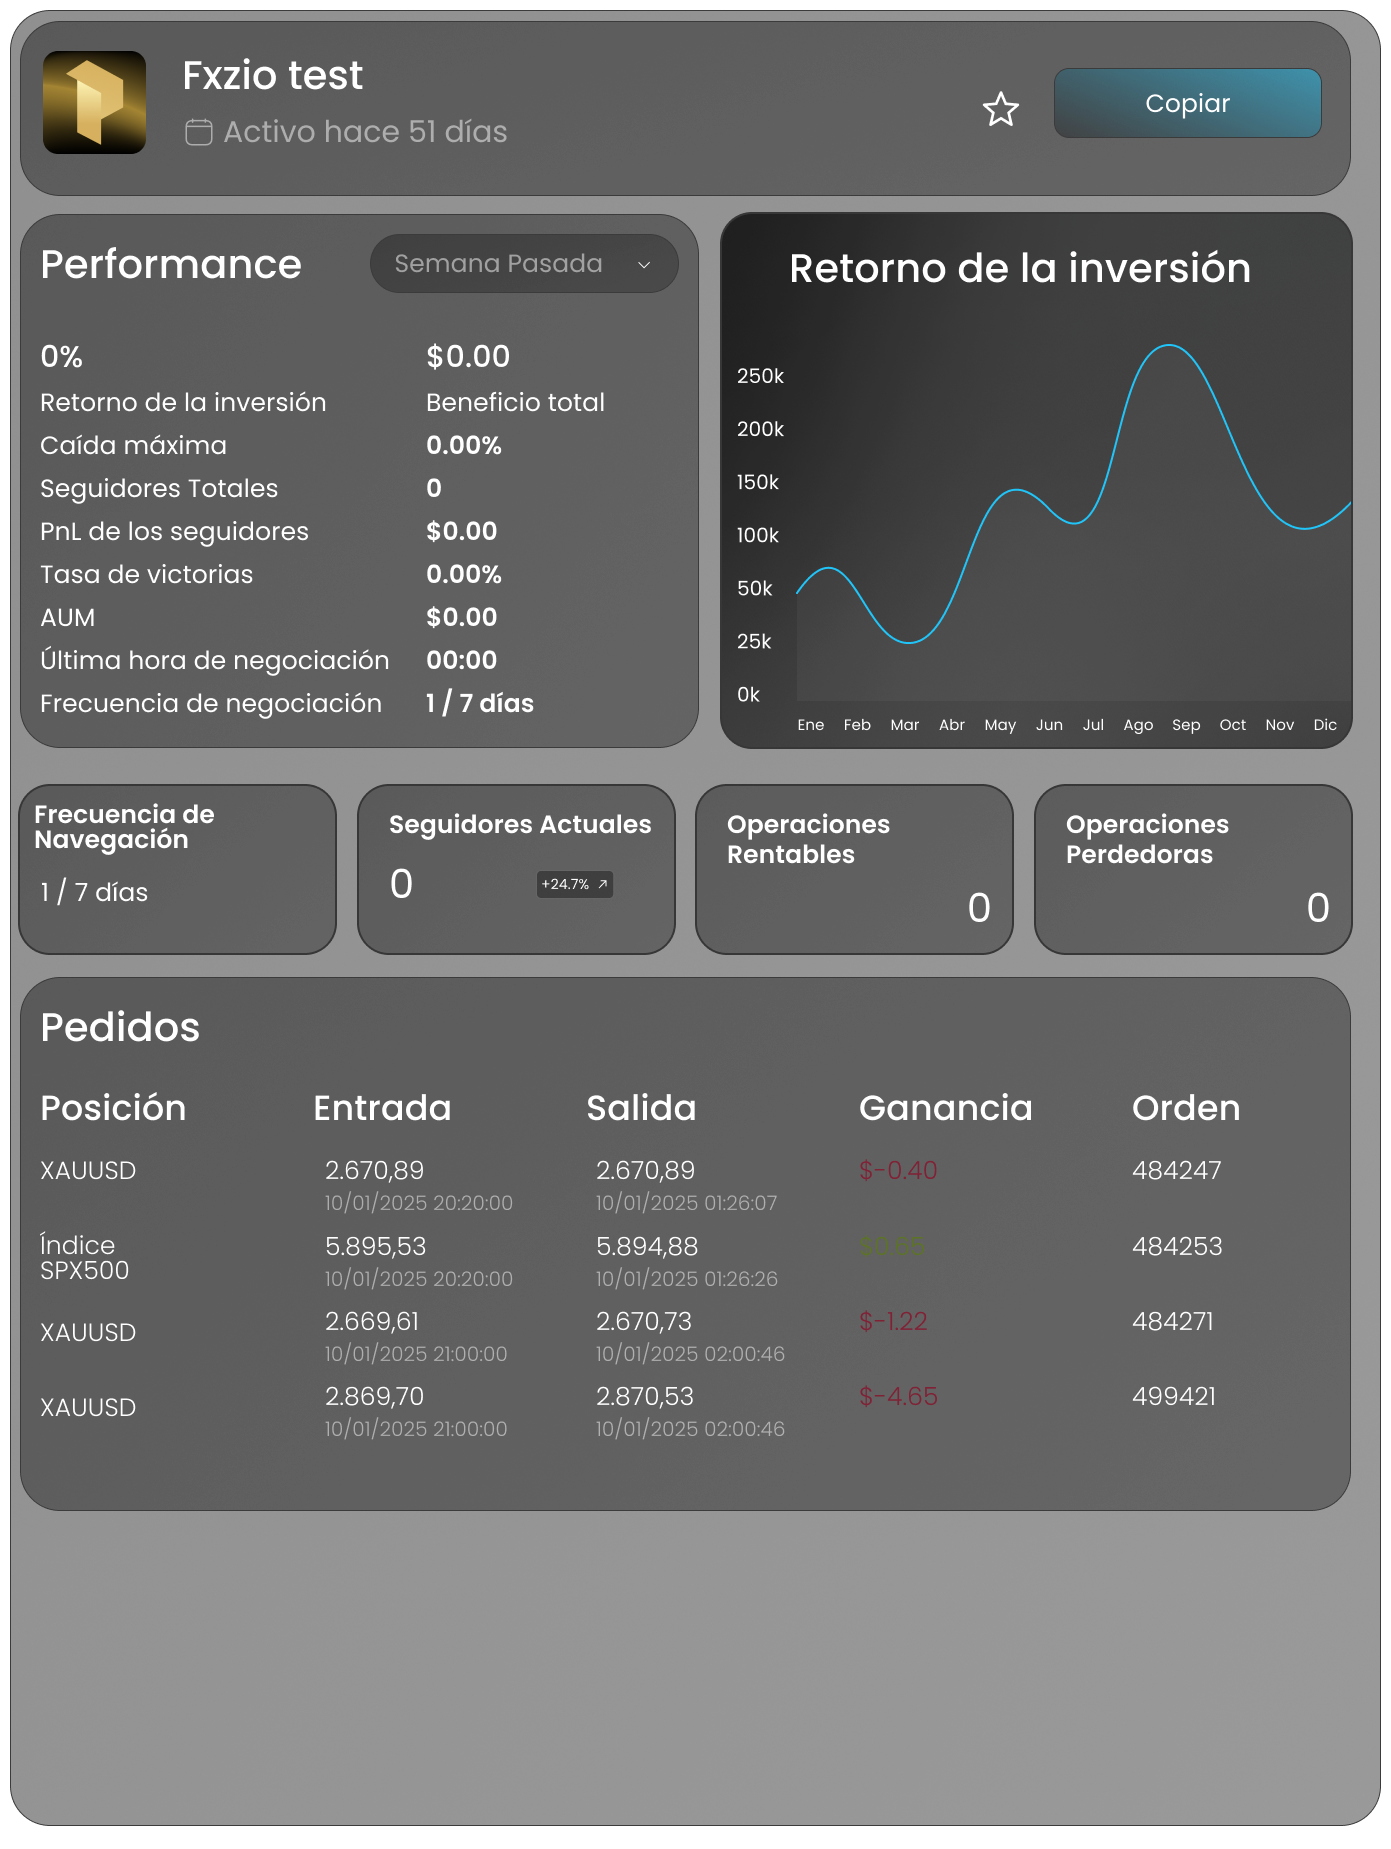 Fxzio test
Activo hace 51 días
Copiar
Performance
Semana Pasada
0%
$0.00
Retorno de la inversión
Beneficio total
Caída máxima
0.00%
Seguidores Totales
0
PnL de los seguidores
$0.00
Tasa de victorias
0.00%
AUM
$0.00
Última hora de negociación
00:00
Frecuencia de negociación
1 / 7 días
Retorno de la inversión
250k
200k
150k
100k
50k
25k
0k
Ene Feb Mar Abr May Jun Jul Ago Sep Oct Nov Dic
Frecuencia de
Navegación
1 / 7 días
Seguidores Actuales
0
+24.7%
Operaciones
Rentables
0
Operaciones
Perdedoras
0
Pedidos
Posición Entrada Salida Ganancia Orden
XAUUSD 2.670,89 2.670,89 $-0.40 484247
10/01/2025 20:20:00 10/01/2025 01:26:07
Índice 5.895,53 5.894,88 $0.65 484253
SPX500
10/01/2025 20:20:00 10/01/2025 01:26:26
XAUUSD 2.669,61 2.670,73 $-1.22 484271
10/01/2025 21:00:00 10/01/2025 02:00:46
XAUUSD 2.869,70 2.870,53 $-4.65 499421
10/01/2025 21:00:00 10/01/2025 02:00:46